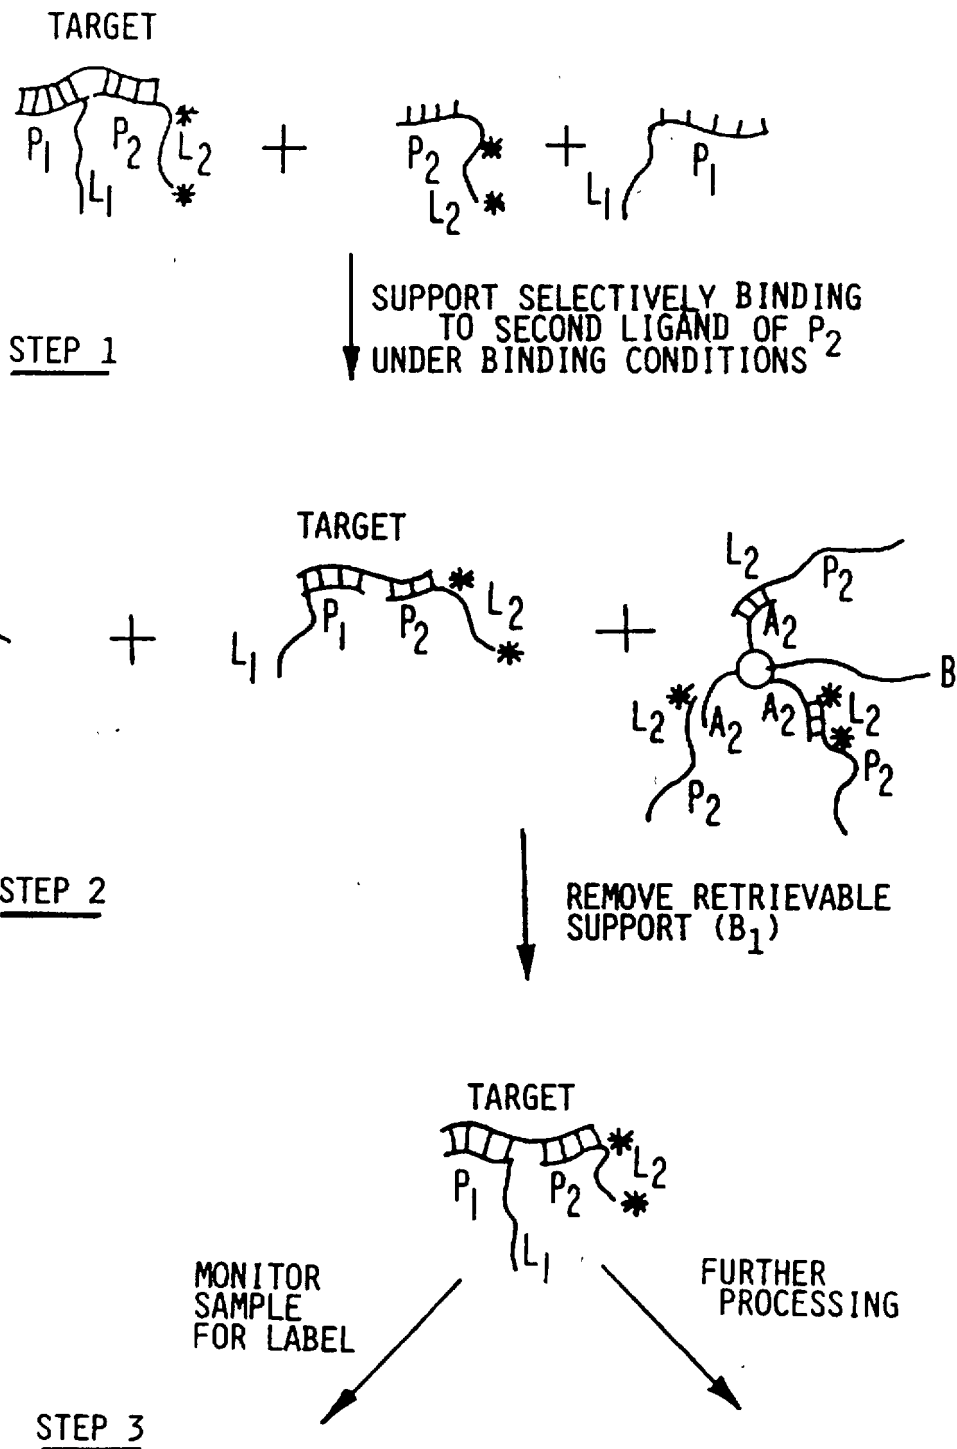 TARGET
P1 P2 L2 L1
+ P2 L2 + P1 L1
SUPPORT SELECTIVELY BINDING
TO SECOND LIGAND OF P2
UNDER BINDING CONDITIONS
STEP 1
TARGET
+ L1 P1 P2 L2 +
L2 P2
A2
B
L2 A2 A2 L2
P2 P2
STEP 2
REMOVE RETRIEVABLE
SUPPORT (B1)
TARGET
P1 P2 L2
L1
MONITOR
SAMPLE
FOR LABEL
FURTHER
PROCESSING
STEP 3